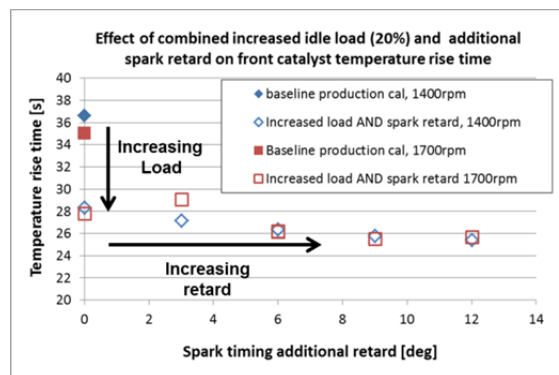 Effect of combined increased idle load (20%) and additional
spark retard on front catalyst temperature rise time
Temperature rise time [s]
40
38
36
34
32
30
28
26
24
22
20
baseline production cal, 1400rpm
Increased load AND spark retard, 1400rpm
Baseline production cal, 1700rpm
Increased load AND spark retard 1700rpm
Increasing
Load
Increasing
retard
0 2 4 6 8 10 12 14
Spark timing additional retard [deg]